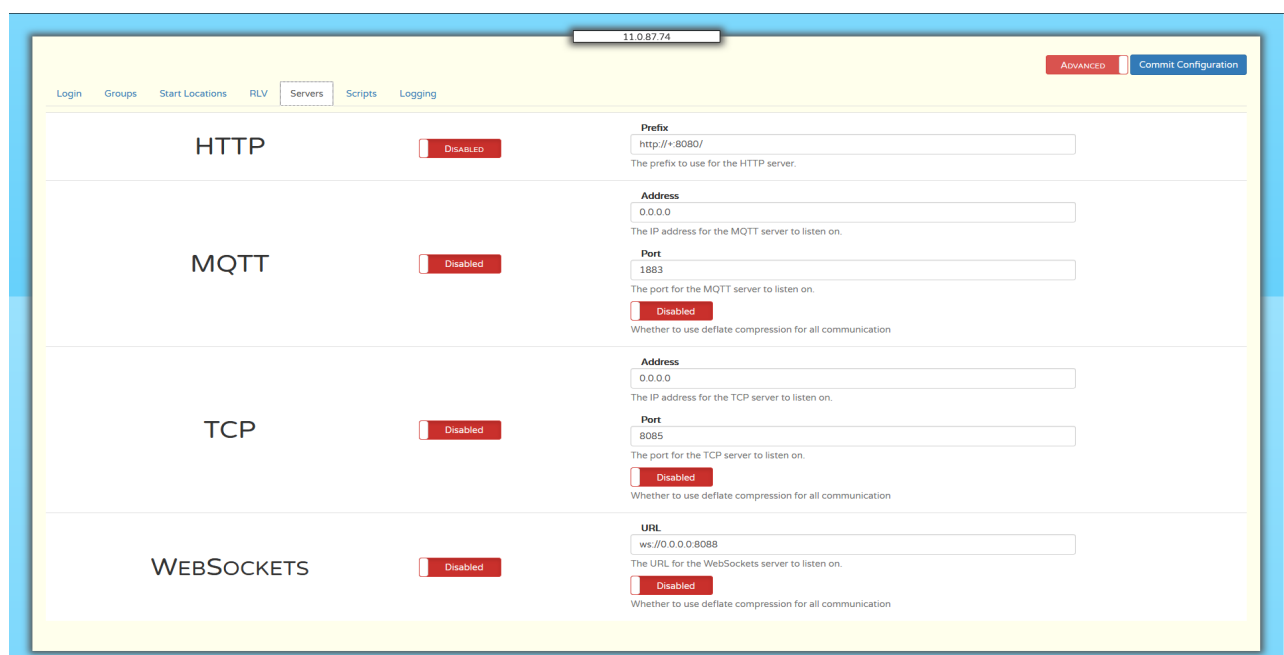 11.0.87.74
Advanced
Commit Configuration
Login Groups Start Locations RLV Servers Scripts Logging
HTTP
Disabled
Prefix
http://+:8080/
The prefix to use for the HTTP server.
MQTT
Disabled
Address
0.0.0.0
The IP address for the MQTT server to listen on.
Port
1883
The port for the MQTT server to listen on.
Disabled
Whether to use deflate compression for all communication
TCP
Disabled
Address
0.0.0.0
The IP address for the TCP server to listen on.
Port
8085
The port for the TCP server to listen on.
Disabled
Whether to use deflate compression for all communication
WebSockets
Disabled
URL
ws://0.0.0.0:8088
The URL for the WebSockets server to listen on.
Disabled
Whether to use deflate compression for all communication